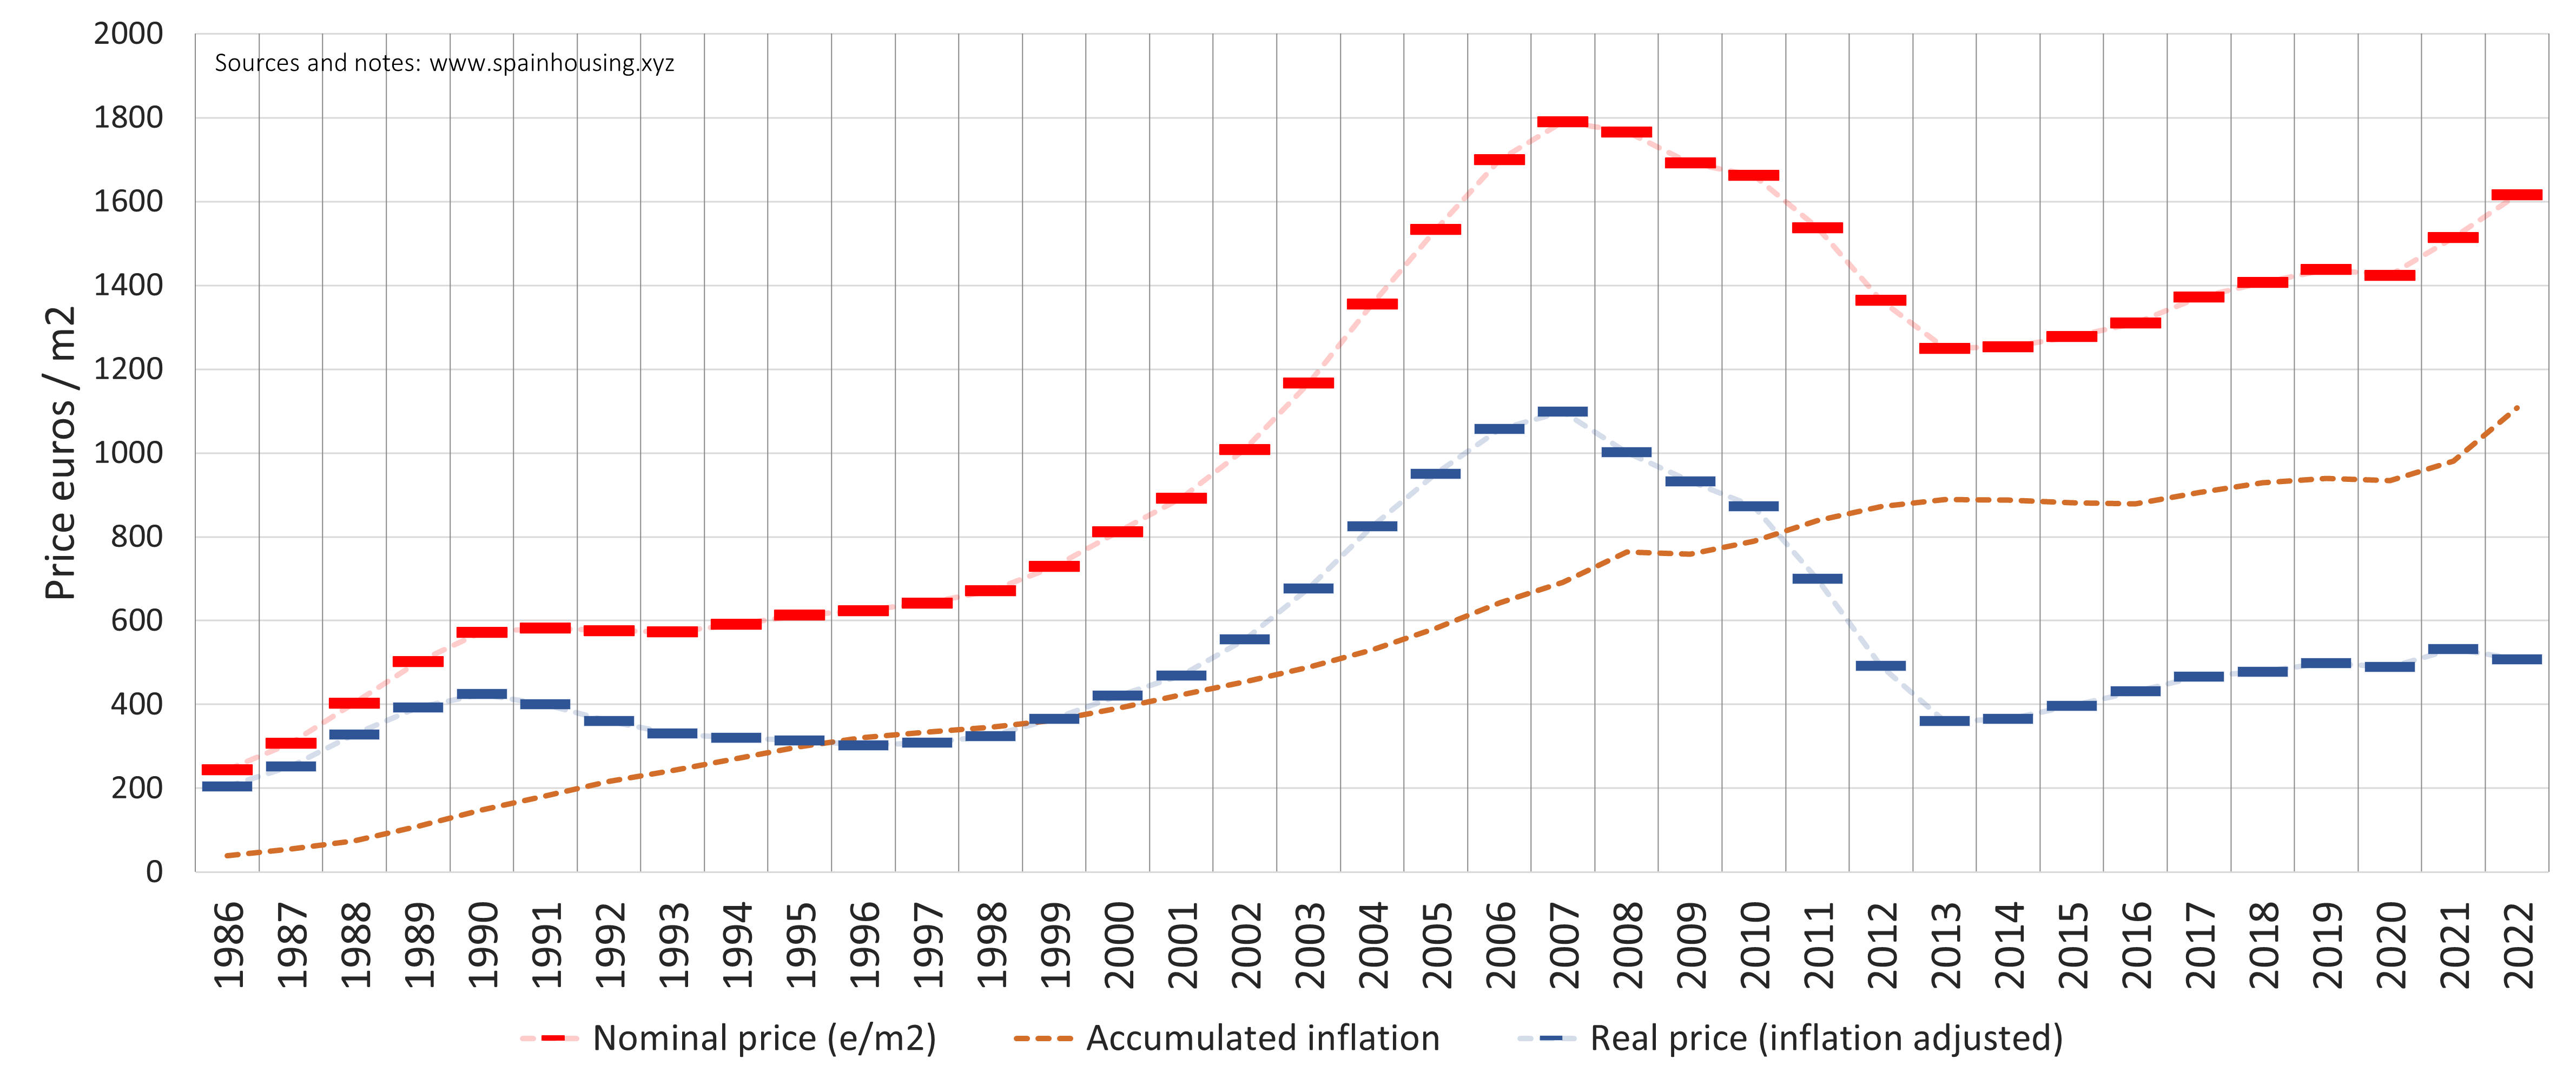 2000
Sources and notes: www.spainhousing.xyz
1800
1600
1400
1200
1000
800
600
400
200
0
Price euros / m2
1986 1987 1988 1989 1990 1991 1992 1993 1994 1995 1996 1997 1998 1999 2000 2001 2002 2003 2004 2005 2006 2007 2008 2009 2010 2011 2012 2013 2014 2015 2016 2017 2018 2019 2020 2021 2022
Nominal price (e/m2) Accumulated inflation Real price (inflation adjusted)